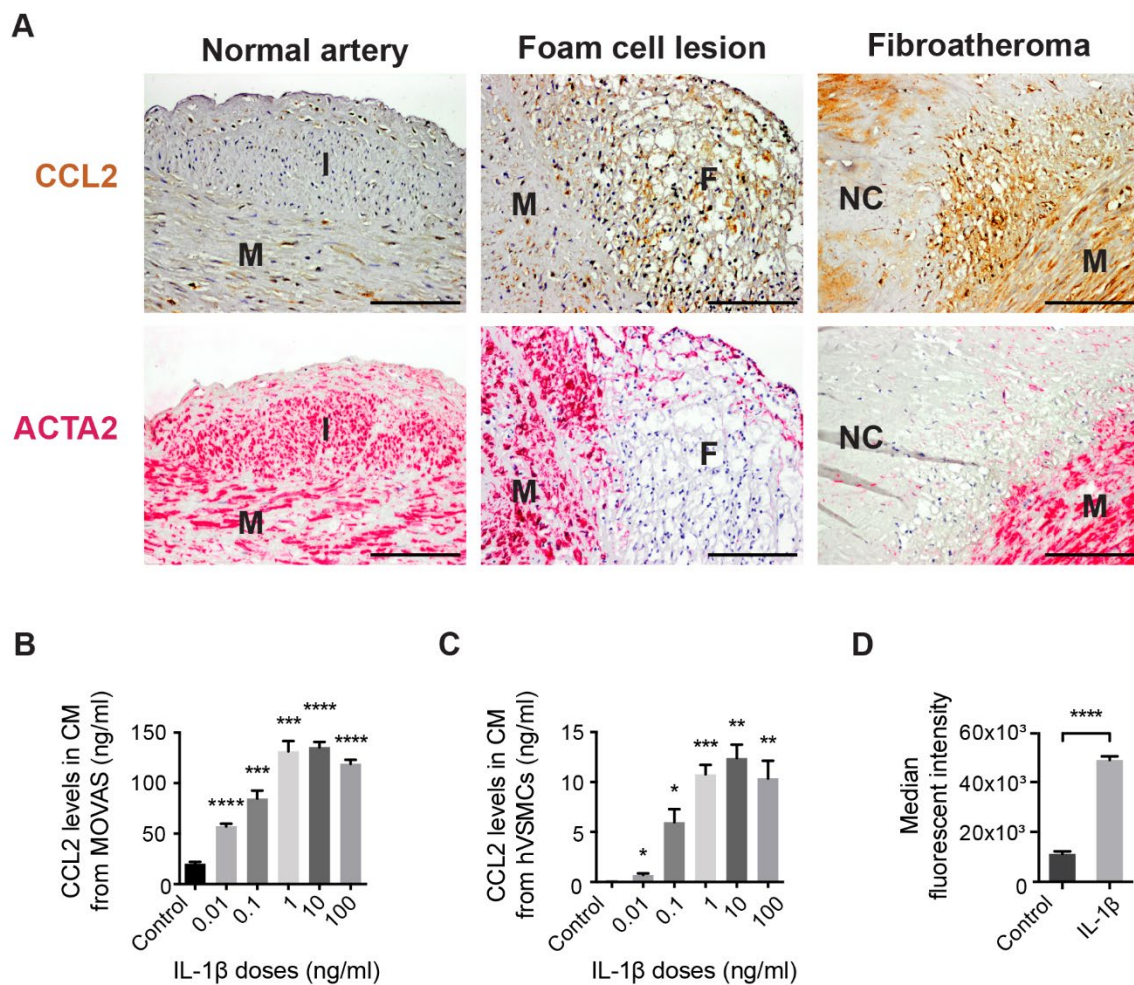 A
Normal artery
Foam cell lesion
Fibroatheroma
CCL2
I
M
M
F
NC
M
ACTA2
I
M
M
F
NC
M
B
CCL2 levels in CM
from MOVAS (ng/ml)
150
100
50
0
****
***
***
****
****
Control
0.01
0.1
1
10
100
IL-1β doses (ng/ml)
C
CCL2 levels in CM
from hVSMCs (ng/ml)
15
10
5
0
*
*
***
**
**
Control
0.01
0.1
1
10
100
IL-1β doses (ng/ml)
D
Median
fluorescent intensity
60x10³
40x10³
20x10³
0
****
Control
IL-1β